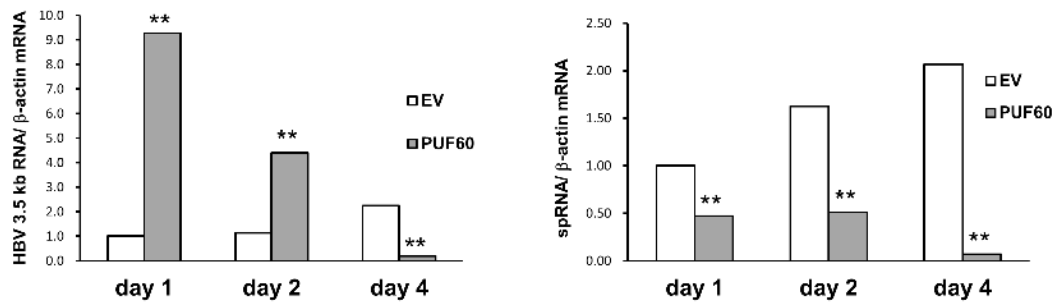 HBV 3.5 kb RNA/ β-actin mRNA
10.0
9.0
8.0
7.0
6.0
5.0
4.0
3.0
2.0
1.0
0.0
**
**
**
EV
PUF60
day 1
day 2
day 4
spRNA/ β-actin mRNA
2.50
2.00
1.50
1.00
0.50
0.00
**
**
**
EV
PUF60
day 1
day 2
day 4